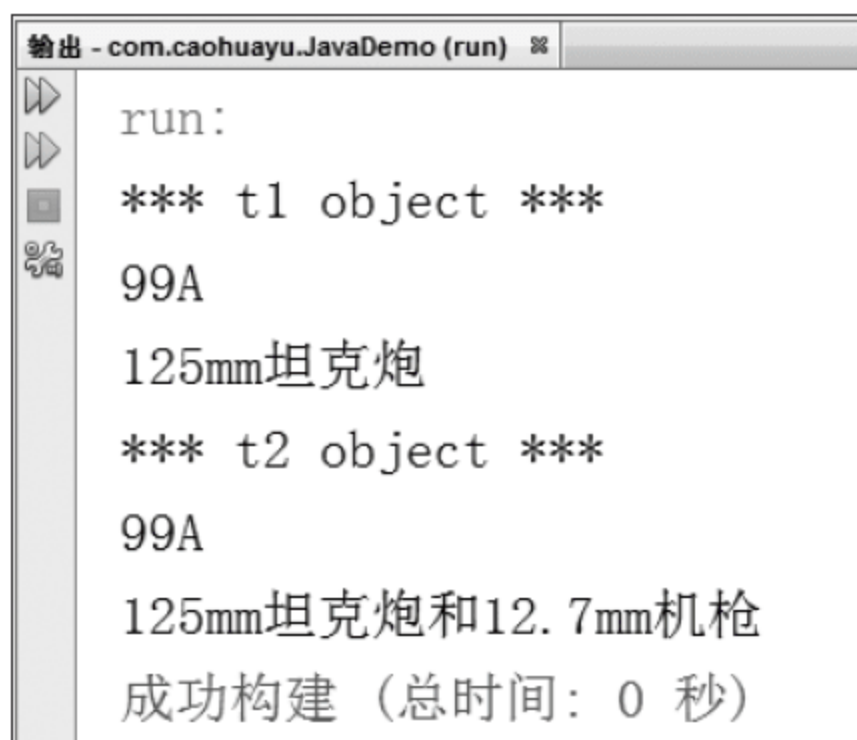 输出 - com.caohuayu.JavaDemo (run)
run:
*** t1 object ***
99A
125mm坦克炮
*** t2 object ***
99A
125mm坦克炮和12.7mm机枪
成功构建 (总时间: 0 秒)